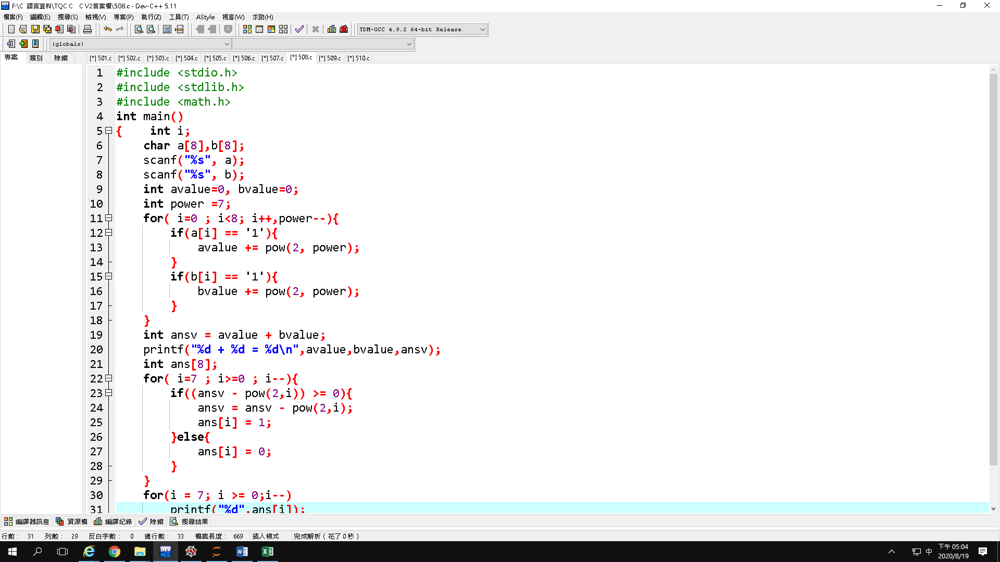 F:\C 語言資料\TQC C  C V2答案檔\508.c - Dev-C++ 5.11
檔案(F) 編輯(E) 搜尋(S) 檢視(V) 專案(P) 執行(Z) 工具(T) AStyle 視窗(W) 求助(H)
TDM-GCC 4.9.2 64-bit Release
(globals)
專案 類別 除錯 [*] 501.c [*] 502.c [*] 503.c [*] 504.c [*] 505.c [*] 506.c [*] 507.c [*] 508.c [*] 509.c [*] 510.c
1 #include <stdio.h>
2 #include <stdlib.h>
3 #include <math.h>
4 int main()
5 {    int i;
6     char a[8],b[8];
7     scanf("%s", a);
8     scanf("%s", b);
9     int avalue=0, bvalue=0;
10     int power =7;
11     for( i=0 ; i<8; i++,power--){
12         if(a[i] == '1'){
13             avalue += pow(2, power);
14         }
15         if(b[i] == '1'){
16             bvalue += pow(2, power);
17         }
18     }
19     int ansv = avalue + bvalue;
20     printf("%d + %d = %d\n",avalue,bvalue,ansv);
21     int ans[8];
22     for( i=7 ; i>=0 ; i--){
23         if((ansv - pow(2,i)) >= 0){
24             ansv = ansv - pow(2,i);
25             ans[i] = 1;
26         }else{
27             ans[i] = 0;
28         }
29     }
30     for(i = 7; i >= 0;i--)
31         printf("%d",ans[i]);
編譯器訊息 資源檔 編譯紀錄 除錯 搜尋結果
行數: 31 列數: 29 反白字數: 0 總行數: 33 檔案長度: 669 插入模式 完成解析 ( 花了 0 秒 )
DEV
中
下午 05:04
2020/8/19